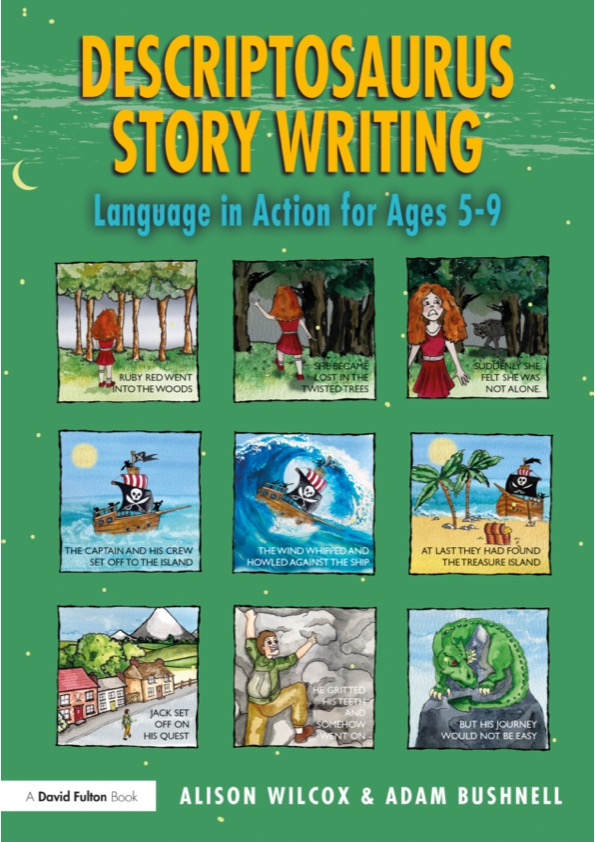 DESCRIPTOSAURUS
STORY WRITING
Language in Action for Ages 5-9
RUBY RED WENT
INTO THE WOODS
SHE BECAME
LOST IN THE
TWISTED TREES
SUDDENLY SHE
FELT SHE WAS
NOT ALONE.
THE CAPTAIN AND HIS CREW
SET OFF TO THE ISLAND
THE WIND WHIPPED AND
HOWLED AGAINST THE SHIP
AT LAST THEY HAD FOUND
THE TREASURE ISLAND
JACK SET
OFF ON
HIS QUEST
HE GRITTED
HIS TEETH
AND
SOMEHOW
WENT ON
BUT HIS JOURNEY
WOULD NOT BE EASY
A David Fulton Book
ALISON WILCOX & ADAM BUSHNELL